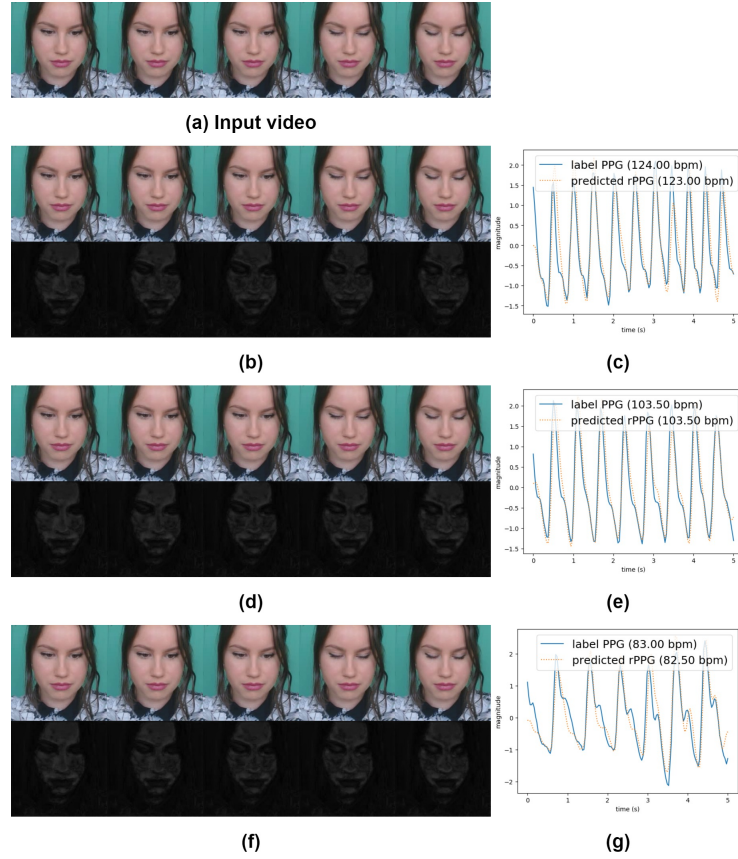 (a) Input video
label PPG (124.00 bpm)
predicted rPPG (123.00 bpm)
magnitude
2.0
1.5
1.0
0.5
0.0
−0.5
−1.0
−1.5
0 1 2 3 4 5
time (s)
(b) (c)
label PPG (103.50 bpm)
predicted rPPG (103.50 bpm)
magnitude
2.0
1.5
1.0
0.5
0.0
−0.5
−1.0
−1.5
0 1 2 3 4 5
time (s)
(d) (e)
label PPG (83.00 bpm)
predicted rPPG (82.50 bpm)
magnitude
2
1
0
−1
−2
0 1 2 3 4 5
time (s)
(f) (g)